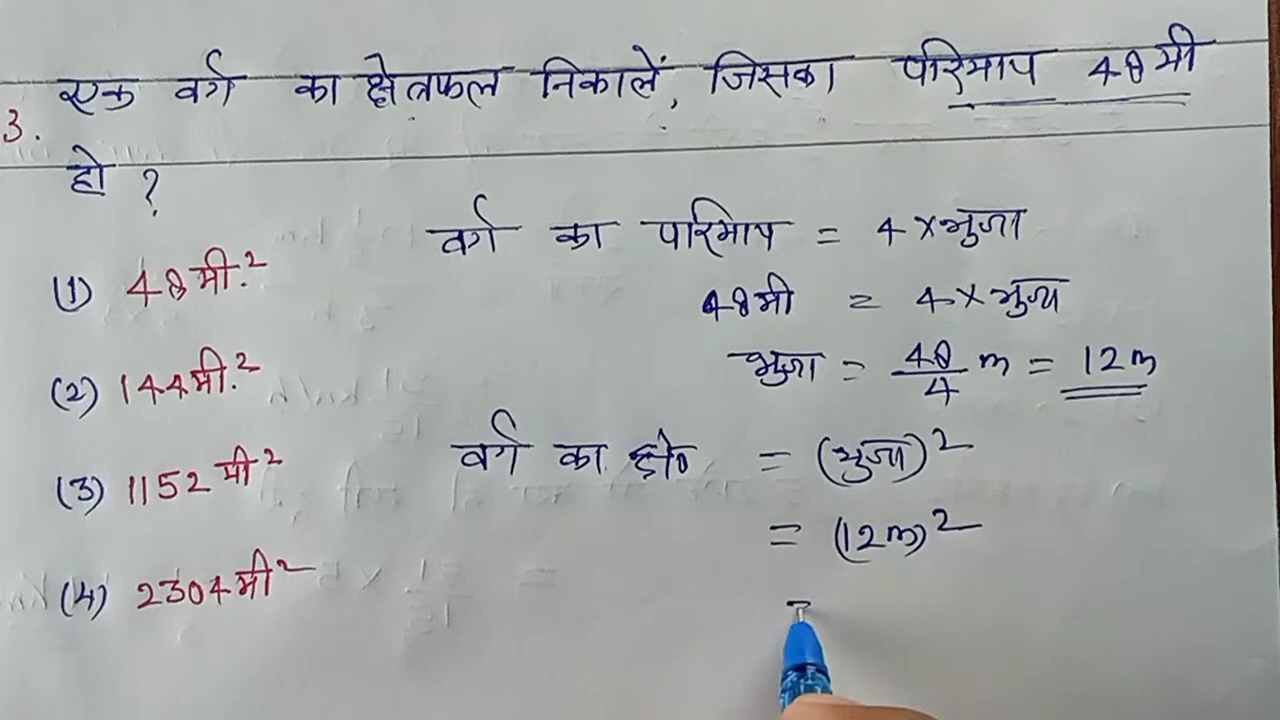 3. एक वर्ग का क्षेत्रफल निकालें, जिसका परिमाप 48 मी
हो ?
(1) 48 मी.²
(2) 144 मी.²
(3) 1152 मी²
(4) 2304 मी²
वर्ग का परिमाप = 4 × भुजा
48 मी = 4 × भुजा
भुजा = 48/4 m = 12 m
वर्ग का क्षे० = (भुजा)²
= (12m)²